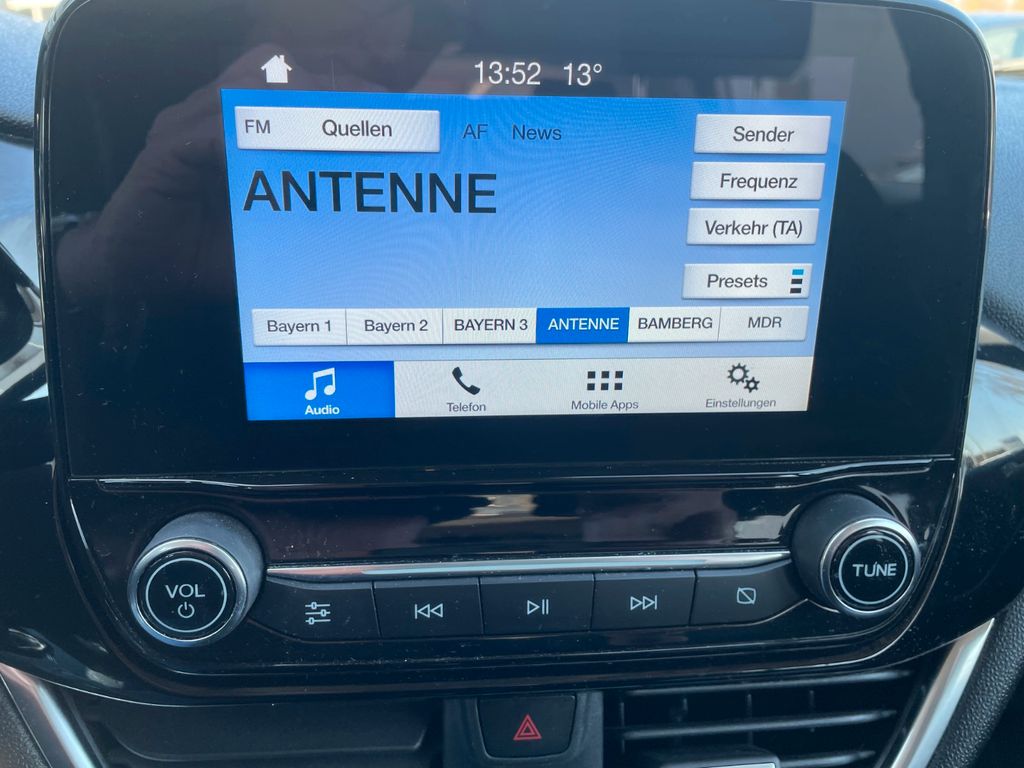 13:52 13°
FM Quellen AF News
Sender
ANTENNE
Frequenz
Verkehr (TA)
Presets
Bayern 1 Bayern 2 BAYERN 3 ANTENNE BAMBERG MDR
Audio Telefon Mobile Apps Einstellungen
VOL
TUNE